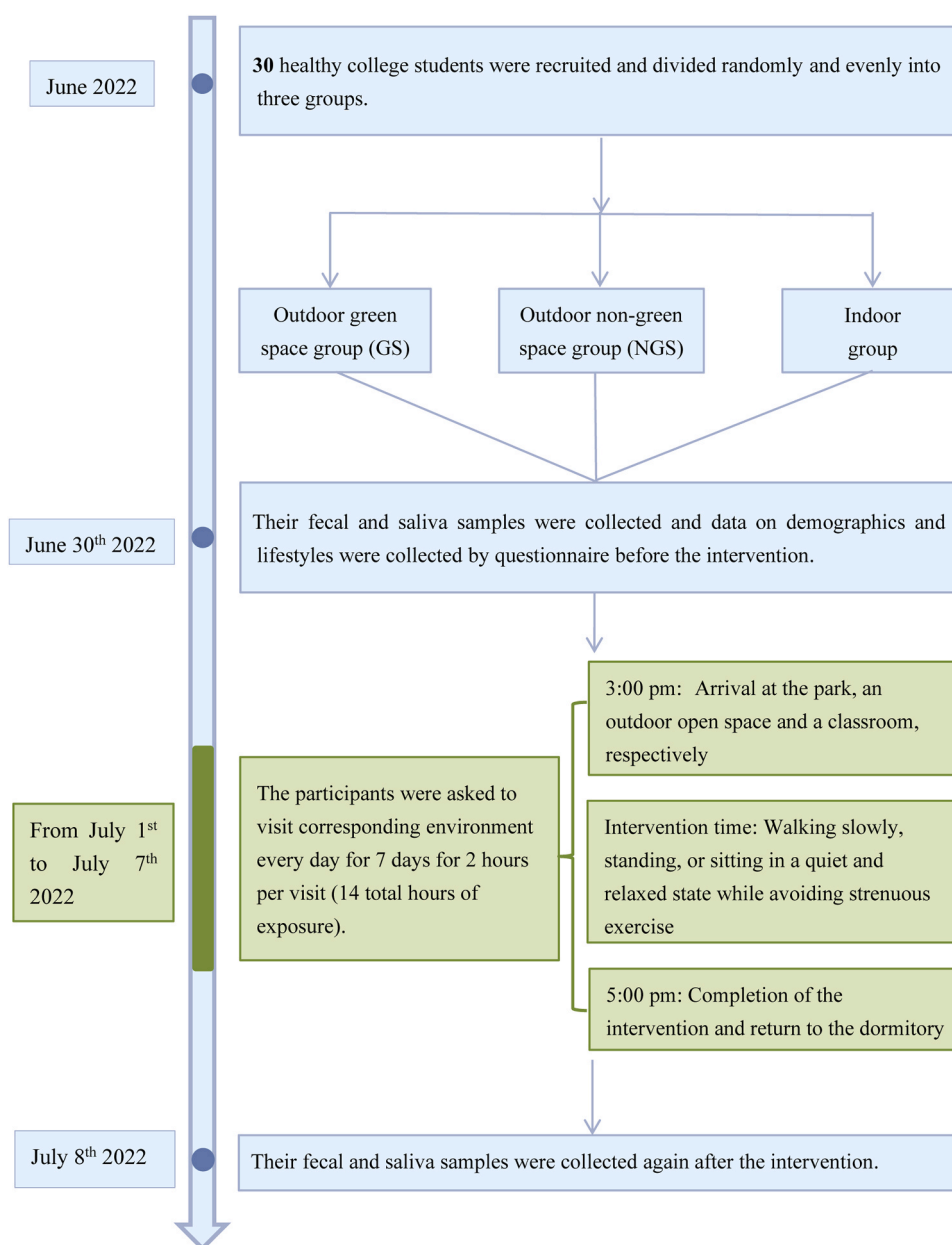 June 2022
30 healthy college students were recruited and divided randomly and evenly into
three groups.
Outdoor green
space group (GS)
Outdoor non-green
space group (NGS)
Indoor
group
June 30th 2022
Their fecal and saliva samples were collected and data on demographics and
lifestyles were collected by questionnaire before the intervention.
From July 1st
to July 7th
2022
The participants were asked to
visit corresponding environment
every day for 7 days for 2 hours
per visit (14 total hours of
exposure).
3:00 pm: Arrival at the park, an
outdoor open space and a classroom,
respectively
Intervention time: Walking slowly,
standing, or sitting in a quiet and
relaxed state while avoiding strenuous
exercise
5:00 pm: Completion of the
intervention and return to the dormitory
July 8th 2022
Their fecal and saliva samples were collected again after the intervention.